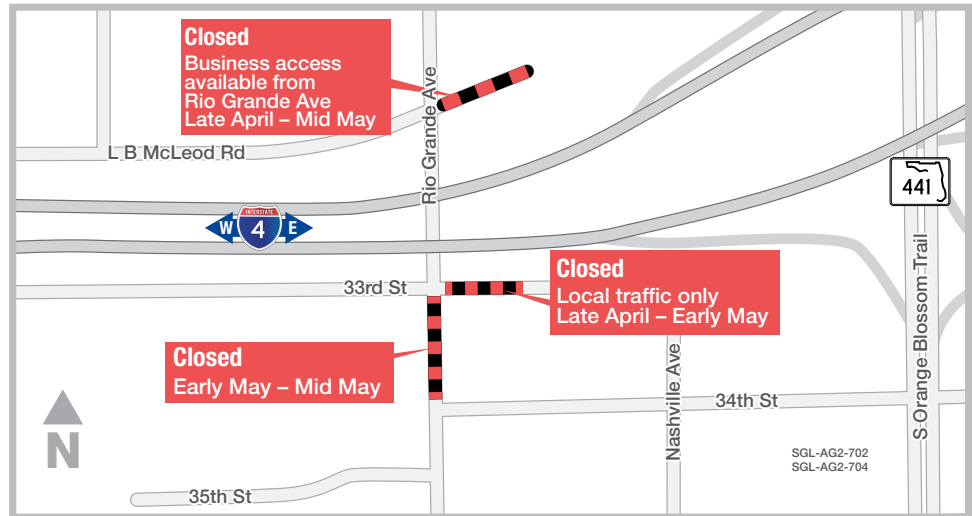 Closed
Business access
available from
Rio Grande Ave
Late April – Mid May
Rio Grande Ave
L B McLeod Rd
441
INTERSTATE
W 4 E
S Orange Blossom Trail
33rd St
Closed
Local traffic only
Late April – Early May
Closed
Early May – Mid May
Nashville Ave
34th St
N
SGL-AG2-702
SGL-AG2-704
35th St